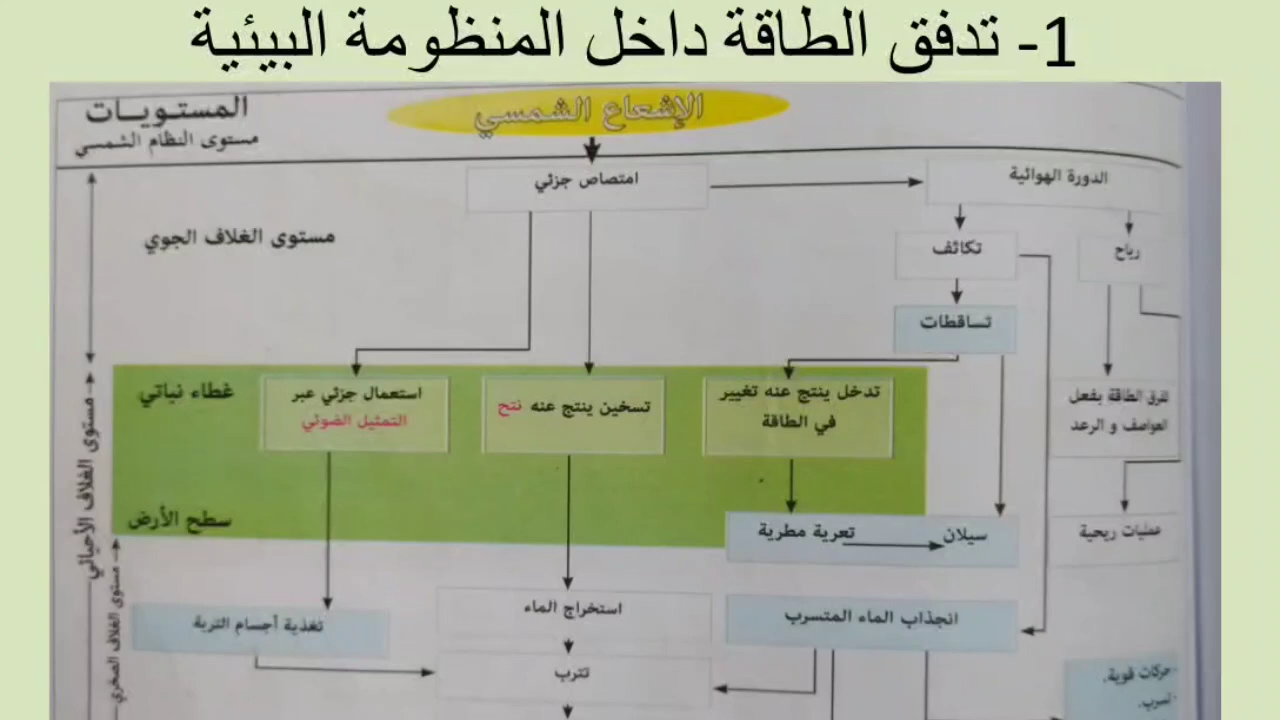 1- تدفق الطاقة داخل المنظومة البيئية
المستويات
الإشعاع الشمسي
مستوى النظام الشمسي
امتصاص جزئي
الدورة الهوائية
مستوى الغلاف الجوي
تكاثف
رياح
تساقطات
غطاء نباتي
استعمال جزئي عبر
التمثيل الضوئي
تسخين ينتج عنه نتح
تدخل ينتج عنه تغيير
في الطاقة
تفرق الطاقة بفعل
العواصف و الرعد
مستوى الغلاف الأحيائي
سطح الأرض
تعرية مطرية
سيلان
عمليات ريحية
مستوى الغلاف الصخري
تغذية أجسام التربة
استخراج الماء
انجذاب الماء المتسرب
تترب
-حركات قوية.
-تسرب.